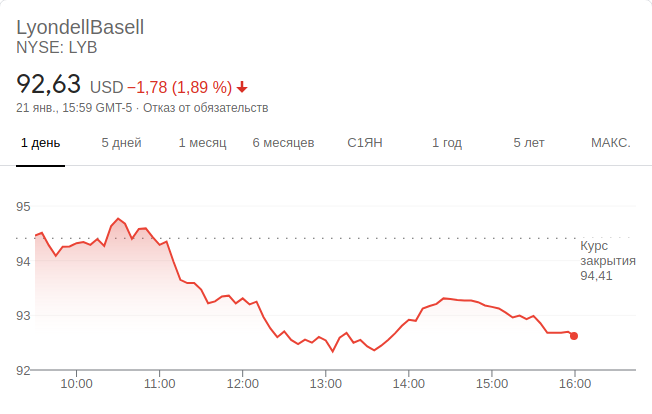 LyondellBasell
NYSE: LYB
92,63 USD −1,78 (1,89 %)
21 янв., 15:59 GMT-5 · Отказ от обязательств
1 день 5 дней 1 месяц 6 месяцев С1ЯН 1 год 5 лет МАКС.
95
Курс
закрытия
94,41
94
93
92
10:00 11:00 12:00 13:00 14:00 15:00 16:00